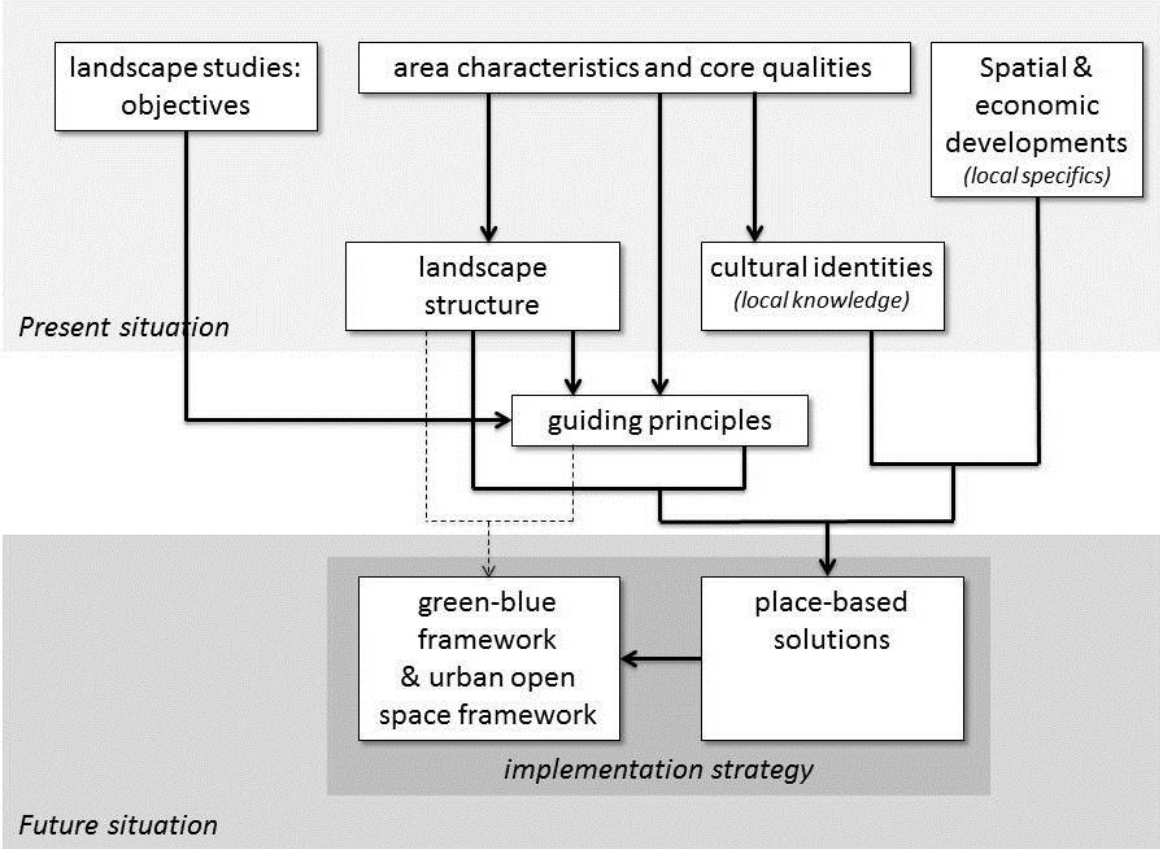 landscape studies:
objectives
area characteristics and core qualities
Spatial &
economic
developments
(local specifics)
landscape
structure
cultural identities
(local knowledge)
Present situation
guiding principles
green-blue
framework
& urban open
space framework
place-based
solutions
implementation strategy
Future situation